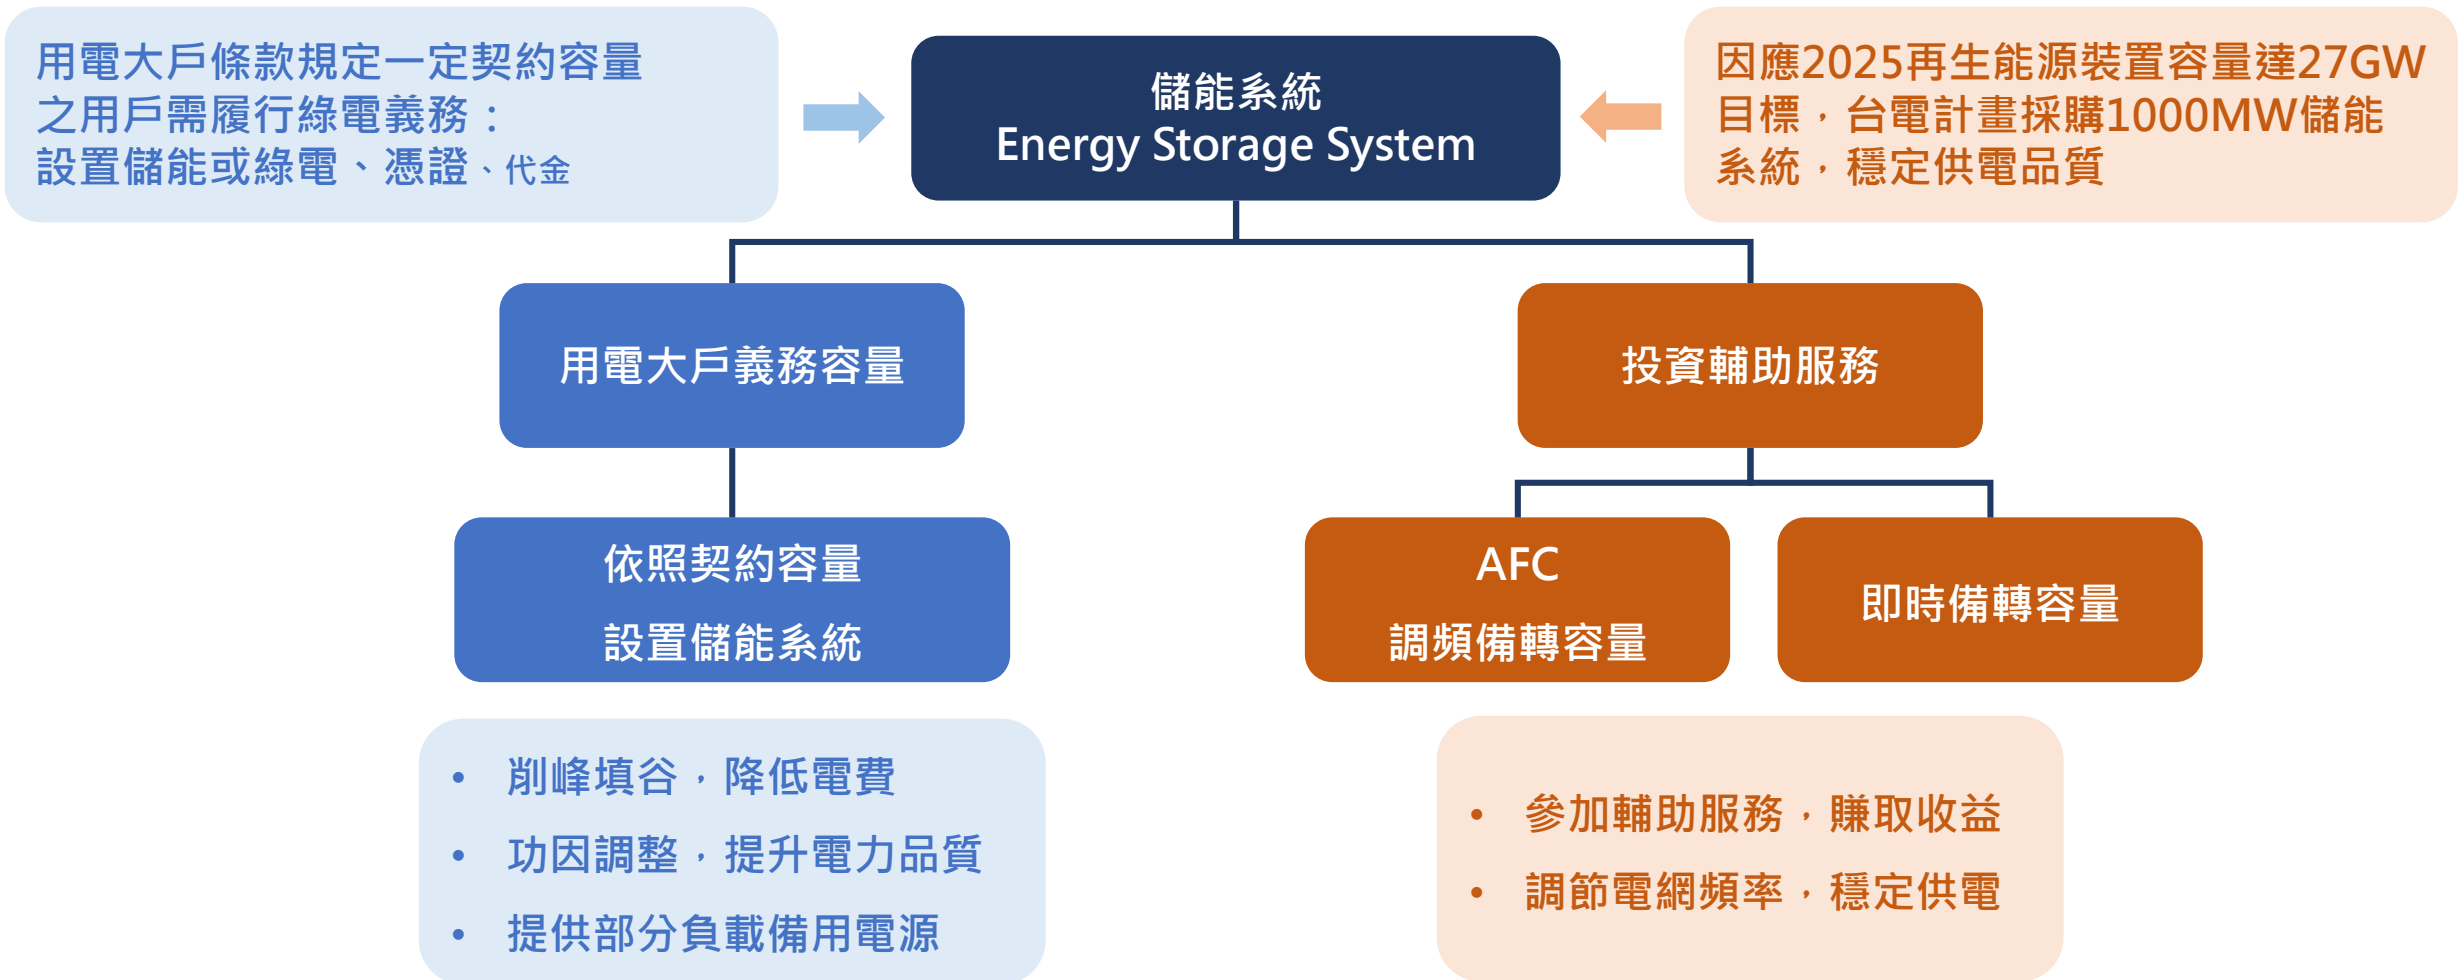 用電大戶條款規定一定契約容量
之用戶需履行綠電義務：
設置儲能或綠電、憑證、代金
儲能系統
Energy Storage System
因應2025再生能源裝置容量達27GW
目標，台電計畫採購1000MW儲能
系統，穩定供電品質
用電大戶義務容量
投資輔助服務
依照契約容量
設置儲能系統
AFC
調頻備轉容量
即時備轉容量
• 削峰填谷，降低電費
• 功因調整，提升電力品質
• 提供部分負載備用電源
• 參加輔助服務，賺取收益
• 調節電網頻率，穩定供電